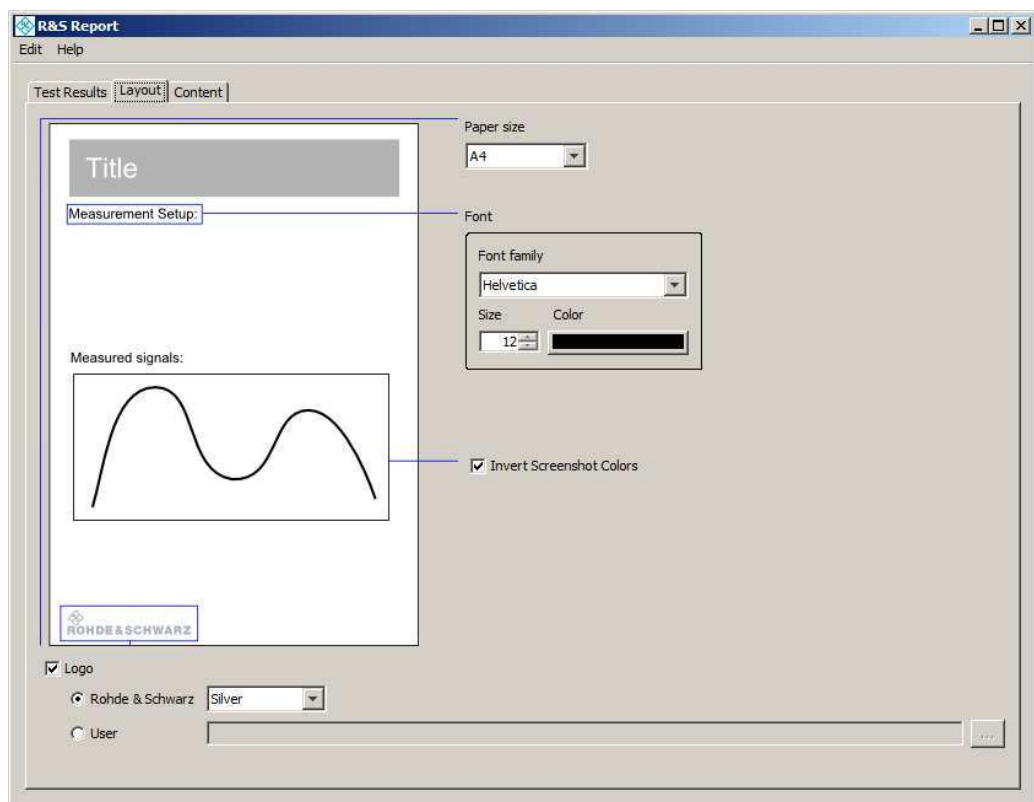 R&S Report
Edit Help
Test Results Layout Content
Paper size
A4
Title
Measurement Setup:
Font
Font family
Helvetica
Size Color
12
Measured signals:
Invert Screenshot Colors
ROHDE&SCHWARZ
Logo
Rohde & Schwarz Silver
User
...